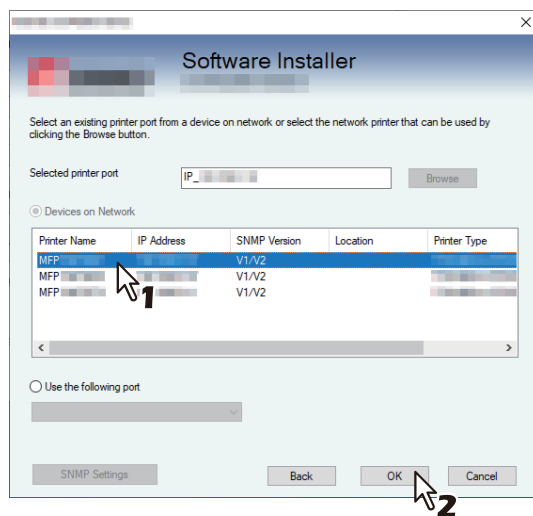 Software Installer
Select an existing printer port from a device on network or select the network printer that can be used by
clicking the Browse button.
Selected printer port IP_ Browse
Devices on Network
Printer Name IP Address SNMP Version Location Printer Type
MFP V1/V2
MFP V1/V2
MFP V1/V2
1
Use the following port
SNMP Settings Back OK Cancel
2